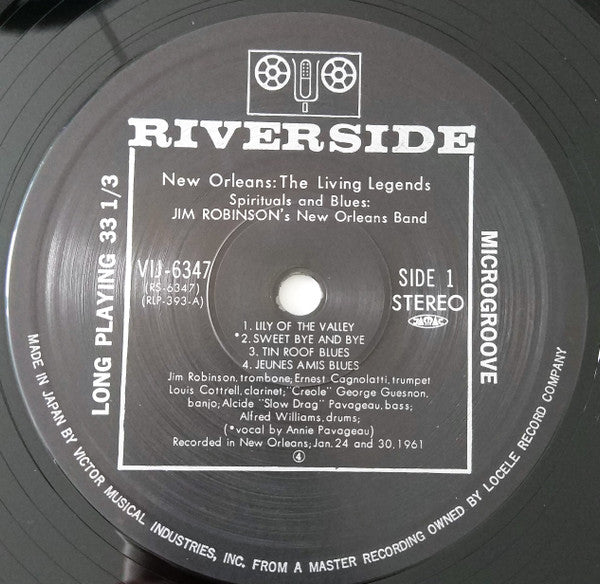 RIVERSIDE
New Orleans: The Living Legends
Spirituals and Blues:
JIM ROBINSON's New Orleans Band
LONG PLAYING 33 1/3
MICROGROOVE
VIJ-6347
(RS-6347)
(RLP-393-A)
SIDE 1
STEREO
1. LILY OF THE VALLEY
*2. SWEET BYE AND BYE
3. TIN ROOF BLUES
4. JEUNES AMIS BLUES
Jim Robinson, trombone; Ernest Cagnolatti, trumpet
Louis Cottrell, clarinet; "Creole" George Guesnon,
banjo; Alcide "Slow Drag" Pavageau, bass;
Alfred Williams, drums;
(*vocal by Annie Pavageau)
Recorded in New Orleans; Jan. 24 and 30, 1961
4
MADE IN JAPAN BY VICTOR MUSICAL INDUSTRIES, INC. FROM A MASTER RECORDING OWNED BY LOCELE RECORD COMPANY